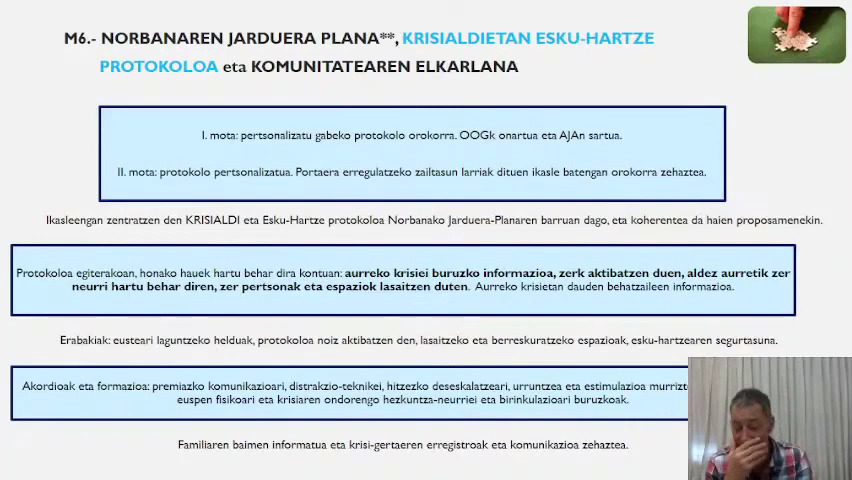 M6.- NORBANAREN JARDUERA PLANA**, KRISIALDIETAN ESKU-HARTZE
PROTOKOLOA eta KOMUNITATEAREN ELKARLANA
I. mota: pertsonalizatu gabeko protokolo orokorra. OOGk onartua eta AJAn sartua.
II. mota: protokolo pertsonalizatua. Portaera erregulatzeko zailtasun larriak dituen ikasle batengan orokorra zehaztea.
Ikasleengan zentratzen den KRISIALDI eta Esku-Hartze protokoloa Norbanako Jarduera-Planaren barruan dago, eta koherentea da haien proposamenekin.
Protokoloa egiterakoan, honako hauek hartu behar dira kontuan: aurreko krisiei buruzko informazioa, zerk aktibatzen duen, aldez aurretik zer
neurri hartu behar diren, zer pertsonak eta espaziok lasaitzen duten. Aurreko krisietan dauden behatzaileen informazioa.
Erabakiak: eusteari laguntzeko helduak, protokoloa noiz aktibatzen den, lasaitzeko eta berreskuratzeko espazioak, esku-hartzearen segurtasuna.
Akordioak eta formazioa: premiazko komunikazioari, distrakzio-teknikei, hitzezko deseskalatzeari, urruntzea eta estimulazioa
euspen fisikoari eta krisiaren ondorengo hezkuntza-neurriei eta birinkulazioari buruzkoak.
Familiaren baimen informatua eta krisi-gertaeren erregistroak eta komunikazioa zehaztea.